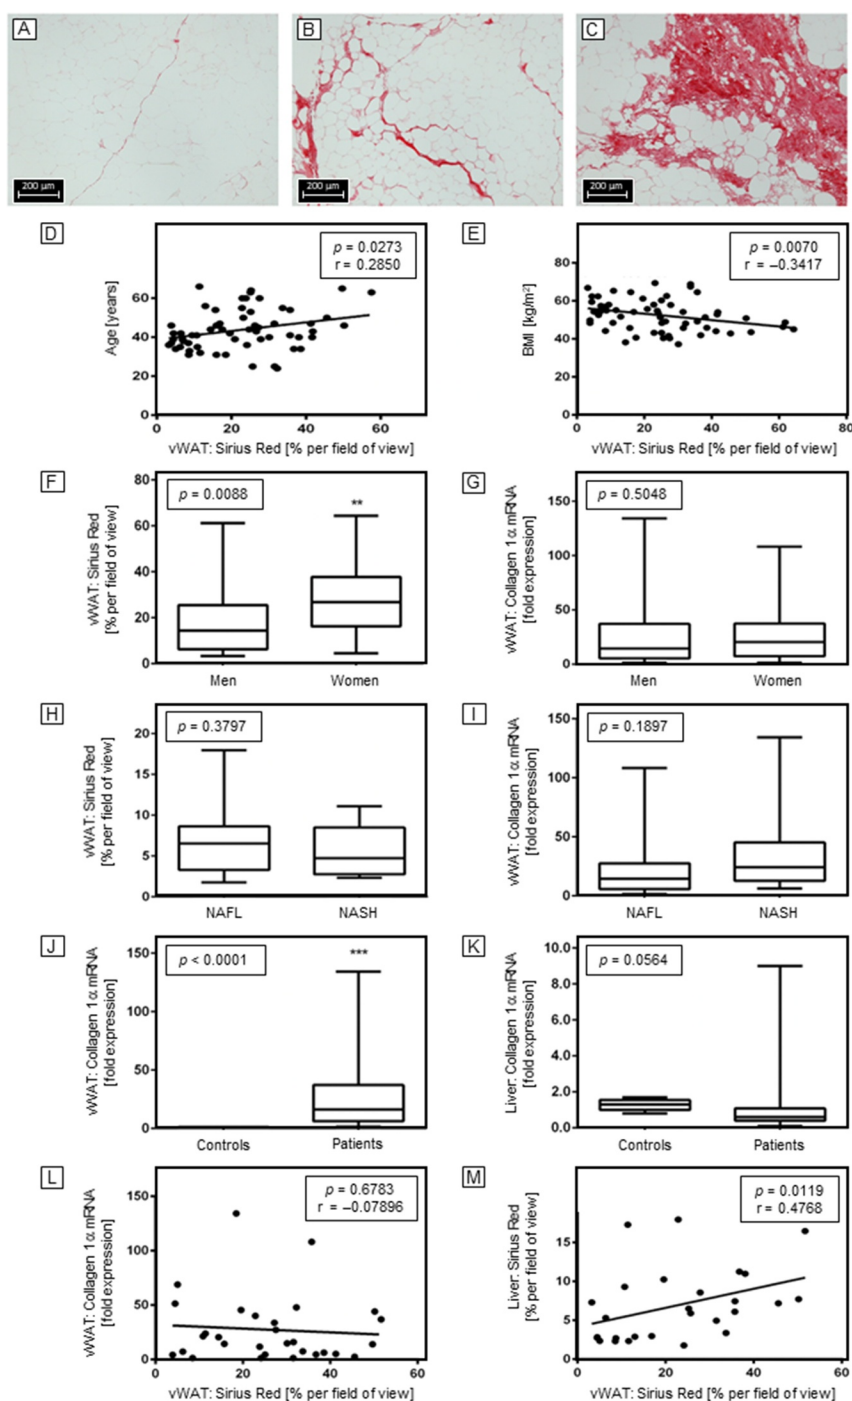 A
B
C
200 µm
200 µm
200 µm
D
p = 0.0273
r = 0.2850
Age [years]
60
40
20
0
0 20 40 60
vWAT: Sirius Red [% per field of view]
E
p = 0.0070
r = –0.3417
BMI [kg/m²]
80
60
40
20
0
0 20 40 60 80
vWAT: Sirius Red [% per field of view]
F
p = 0.0088
**
vWAT: Sirius Red
[% per field of view]
80
60
40
20
0
Men Women
G
p = 0.5048
vWAT: Collagen 1α mRNA
[fold expression]
150
100
50
0
Men Women
H
p = 0.3797
vWAT: Sirius Red
[% per field of view]
20
15
10
5
0
NAFL NASH
I
p = 0.1897
vWAT: Collagen 1α mRNA
[fold expression]
150
100
50
0
NAFL NASH
J
p < 0.0001
***
vWAT: Collagen 1α mRNA
[fold expression]
150
100
50
0
Controls Patients
K
p = 0.0564
Liver: Collagen 1α mRNA
[fold expression]
10.0
8.0
6.0
4.0
2.0
0.0
Controls Patients
L
p = 0.6783
r = –0.07896
vWAT: Collagen 1α mRNA
[fold expression]
150
100
50
0
0 20 40 60
vWAT: Sirius Red [% per field of view]
M
p = 0.0119
r = 0.4768
Liver: Sirius Red
[% per field of view]
15
10
5
0
0 20 40 60
vWAT: Sirius Red [% per field of view]